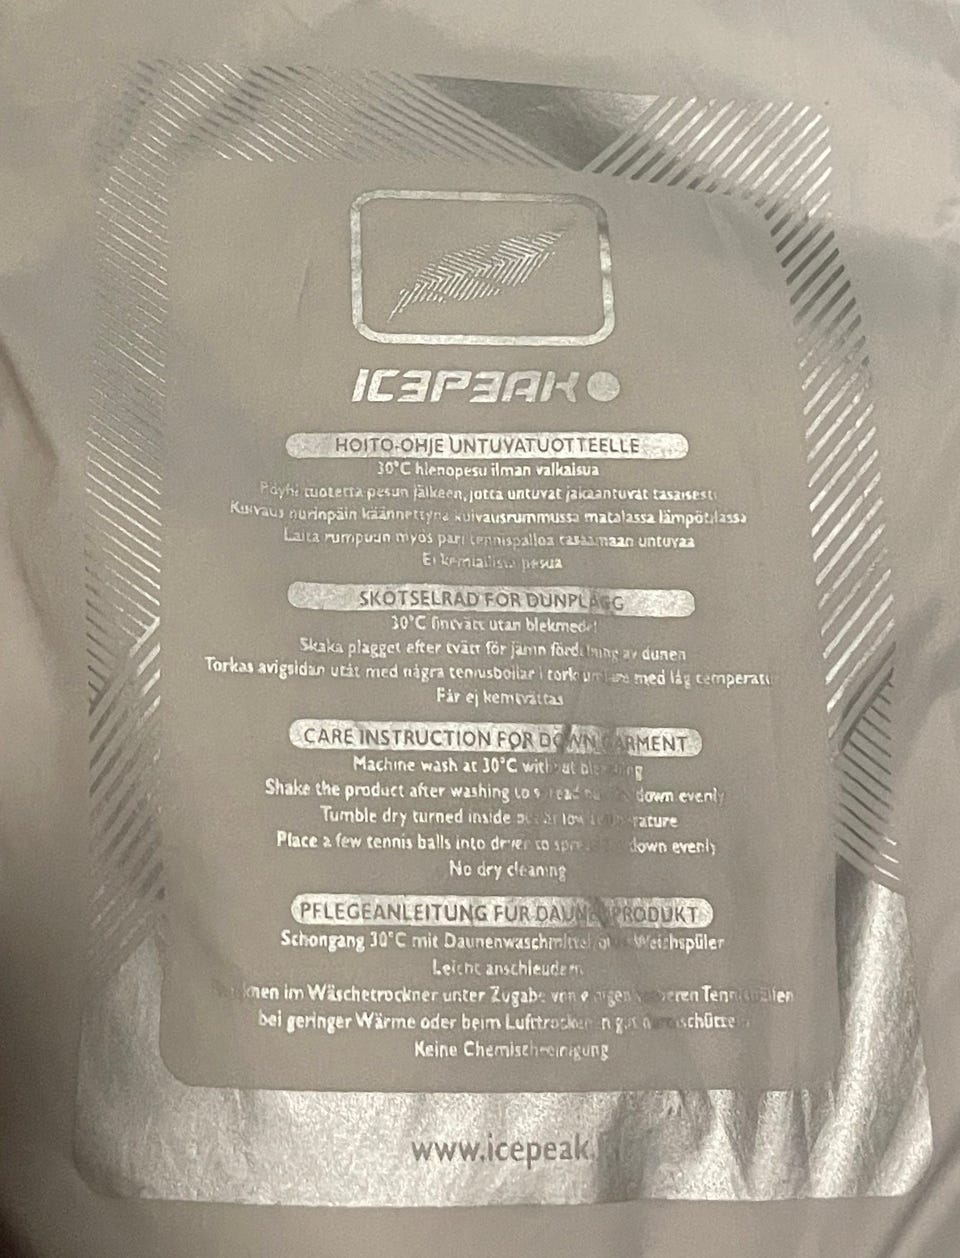 ICEPEAK
HOITO-OHJE UNTUVATUOTTEELLE
30°C hienopesu ilman valkaisua
Pöyhi tuotetta pesun jälkeen, jotta untuvat jakaantuvat tasaisesti
Kuivaus nurinpäin käännettynä kuivausrummussa matalassa lämpötilassa
Laita rumpuun myös pari tennispalloa tasaamaan untuvaa
Ei kemiallista pesua
SKÖTSELRÅD FÖR DUNPLAGG
30°C fintvätt utan blekmedel
Skaka plagget efter tvätt för jämn fördelning av dunen
Torkas avigsidan utåt med några tennisbollar i torktumlare med låg
Får ej kemtvättas
CARE INSTRUCTION FOR DOWN GARMENT
Machine wash at 30°C without bleaching
Shake the product after washing to spread down evenly
Tumble dry turned inside out at low temperature
Place a few tennis balls into dryer to spread down evenly
No dry cleaning
PFLEGEANLEITUNG FÜR DAUNENPRODUKT
Schongang 30°C mit Daunenwaschmittel, Weichspüler
Leicht anschleudern
im Wäschetrockner unter Zugabe von einigen Tennisbällen
bei geringer Wärme oder beim Lufttrocknen gut
Keine Chemischreinigung
www.icepeak.